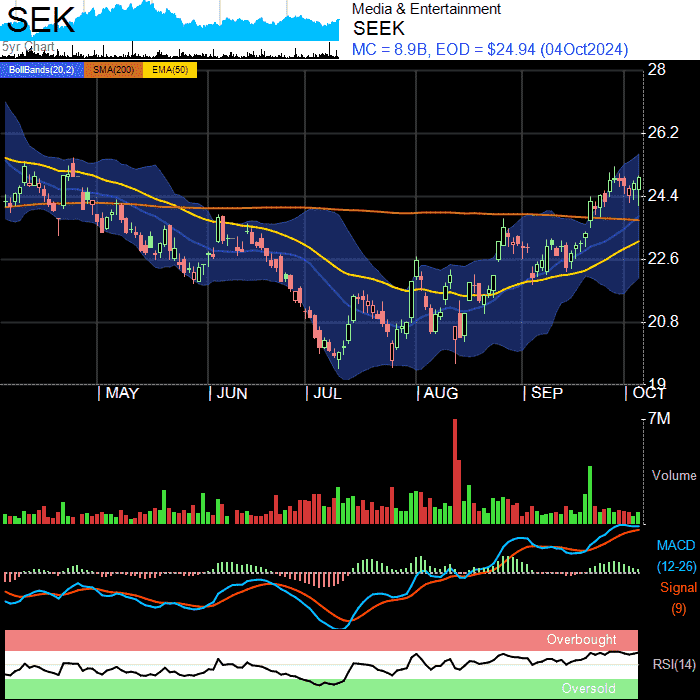 SEK
5yr Chart
Media & Entertainment
SEEK
MC = 8.9B, EOD = $24.94 (04Oct2024)
BollBands(20,2) SMA(200) EMA(50)
28
26.2
24.4
22.6
20.8
19
MAY JUN JUL AUG SEP OCT
7M
Volume
MACD
(12-26)
Signal
(9)
Overbought
RSI(14)
Oversold